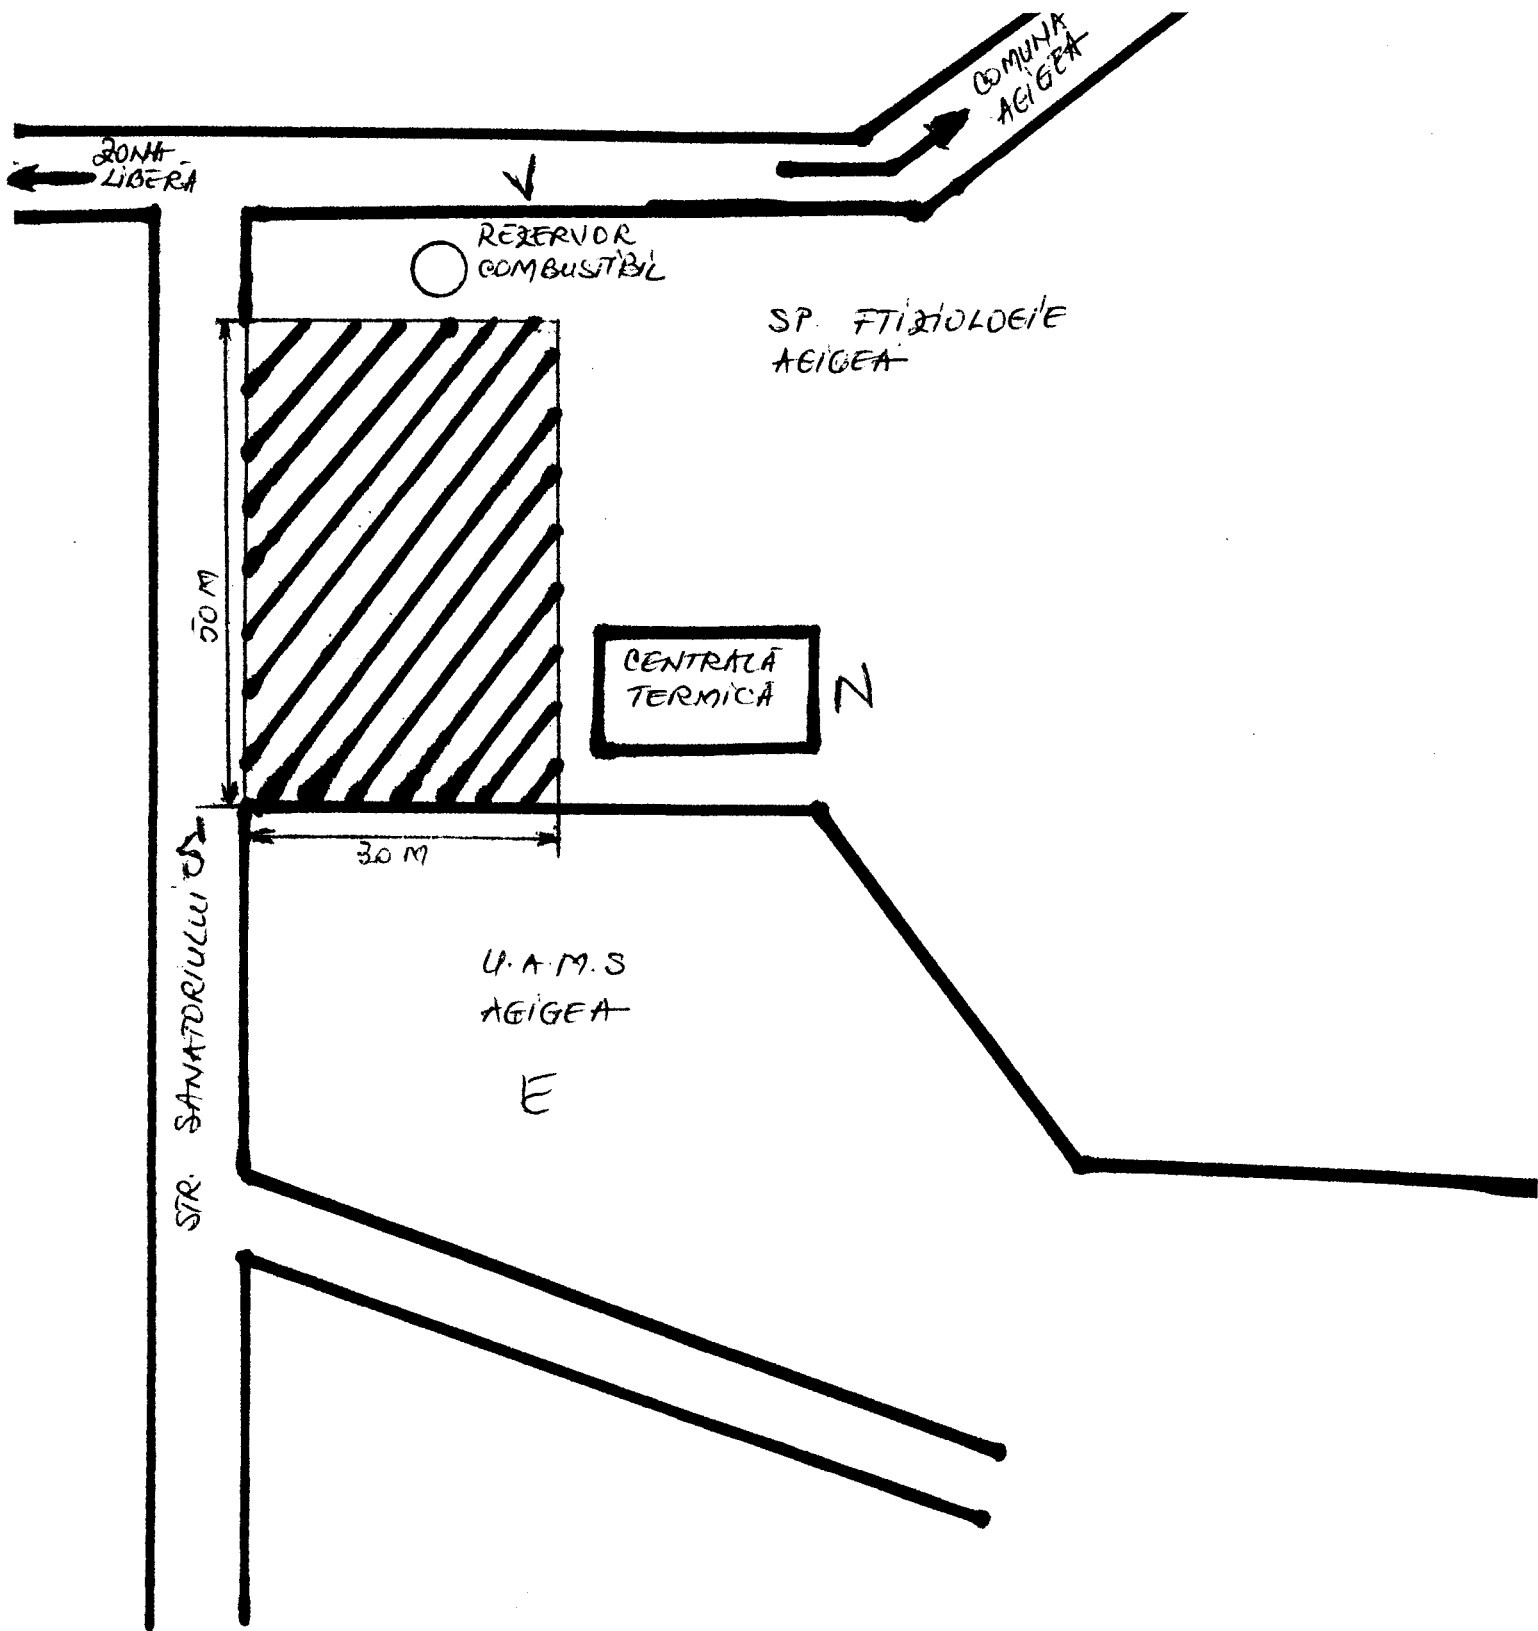 COMUNA
AGIGEA
ZONA
LIBERĂ
V
REZERVOR
COMBUSTIBIL
SP. FTIZIOLOGIE
AGIGEA
50 M
CENTRALĂ
TERMICĂ
N
30 M
STR. SANATORIULUI
S
U.A.M.S
AGIGEA
E